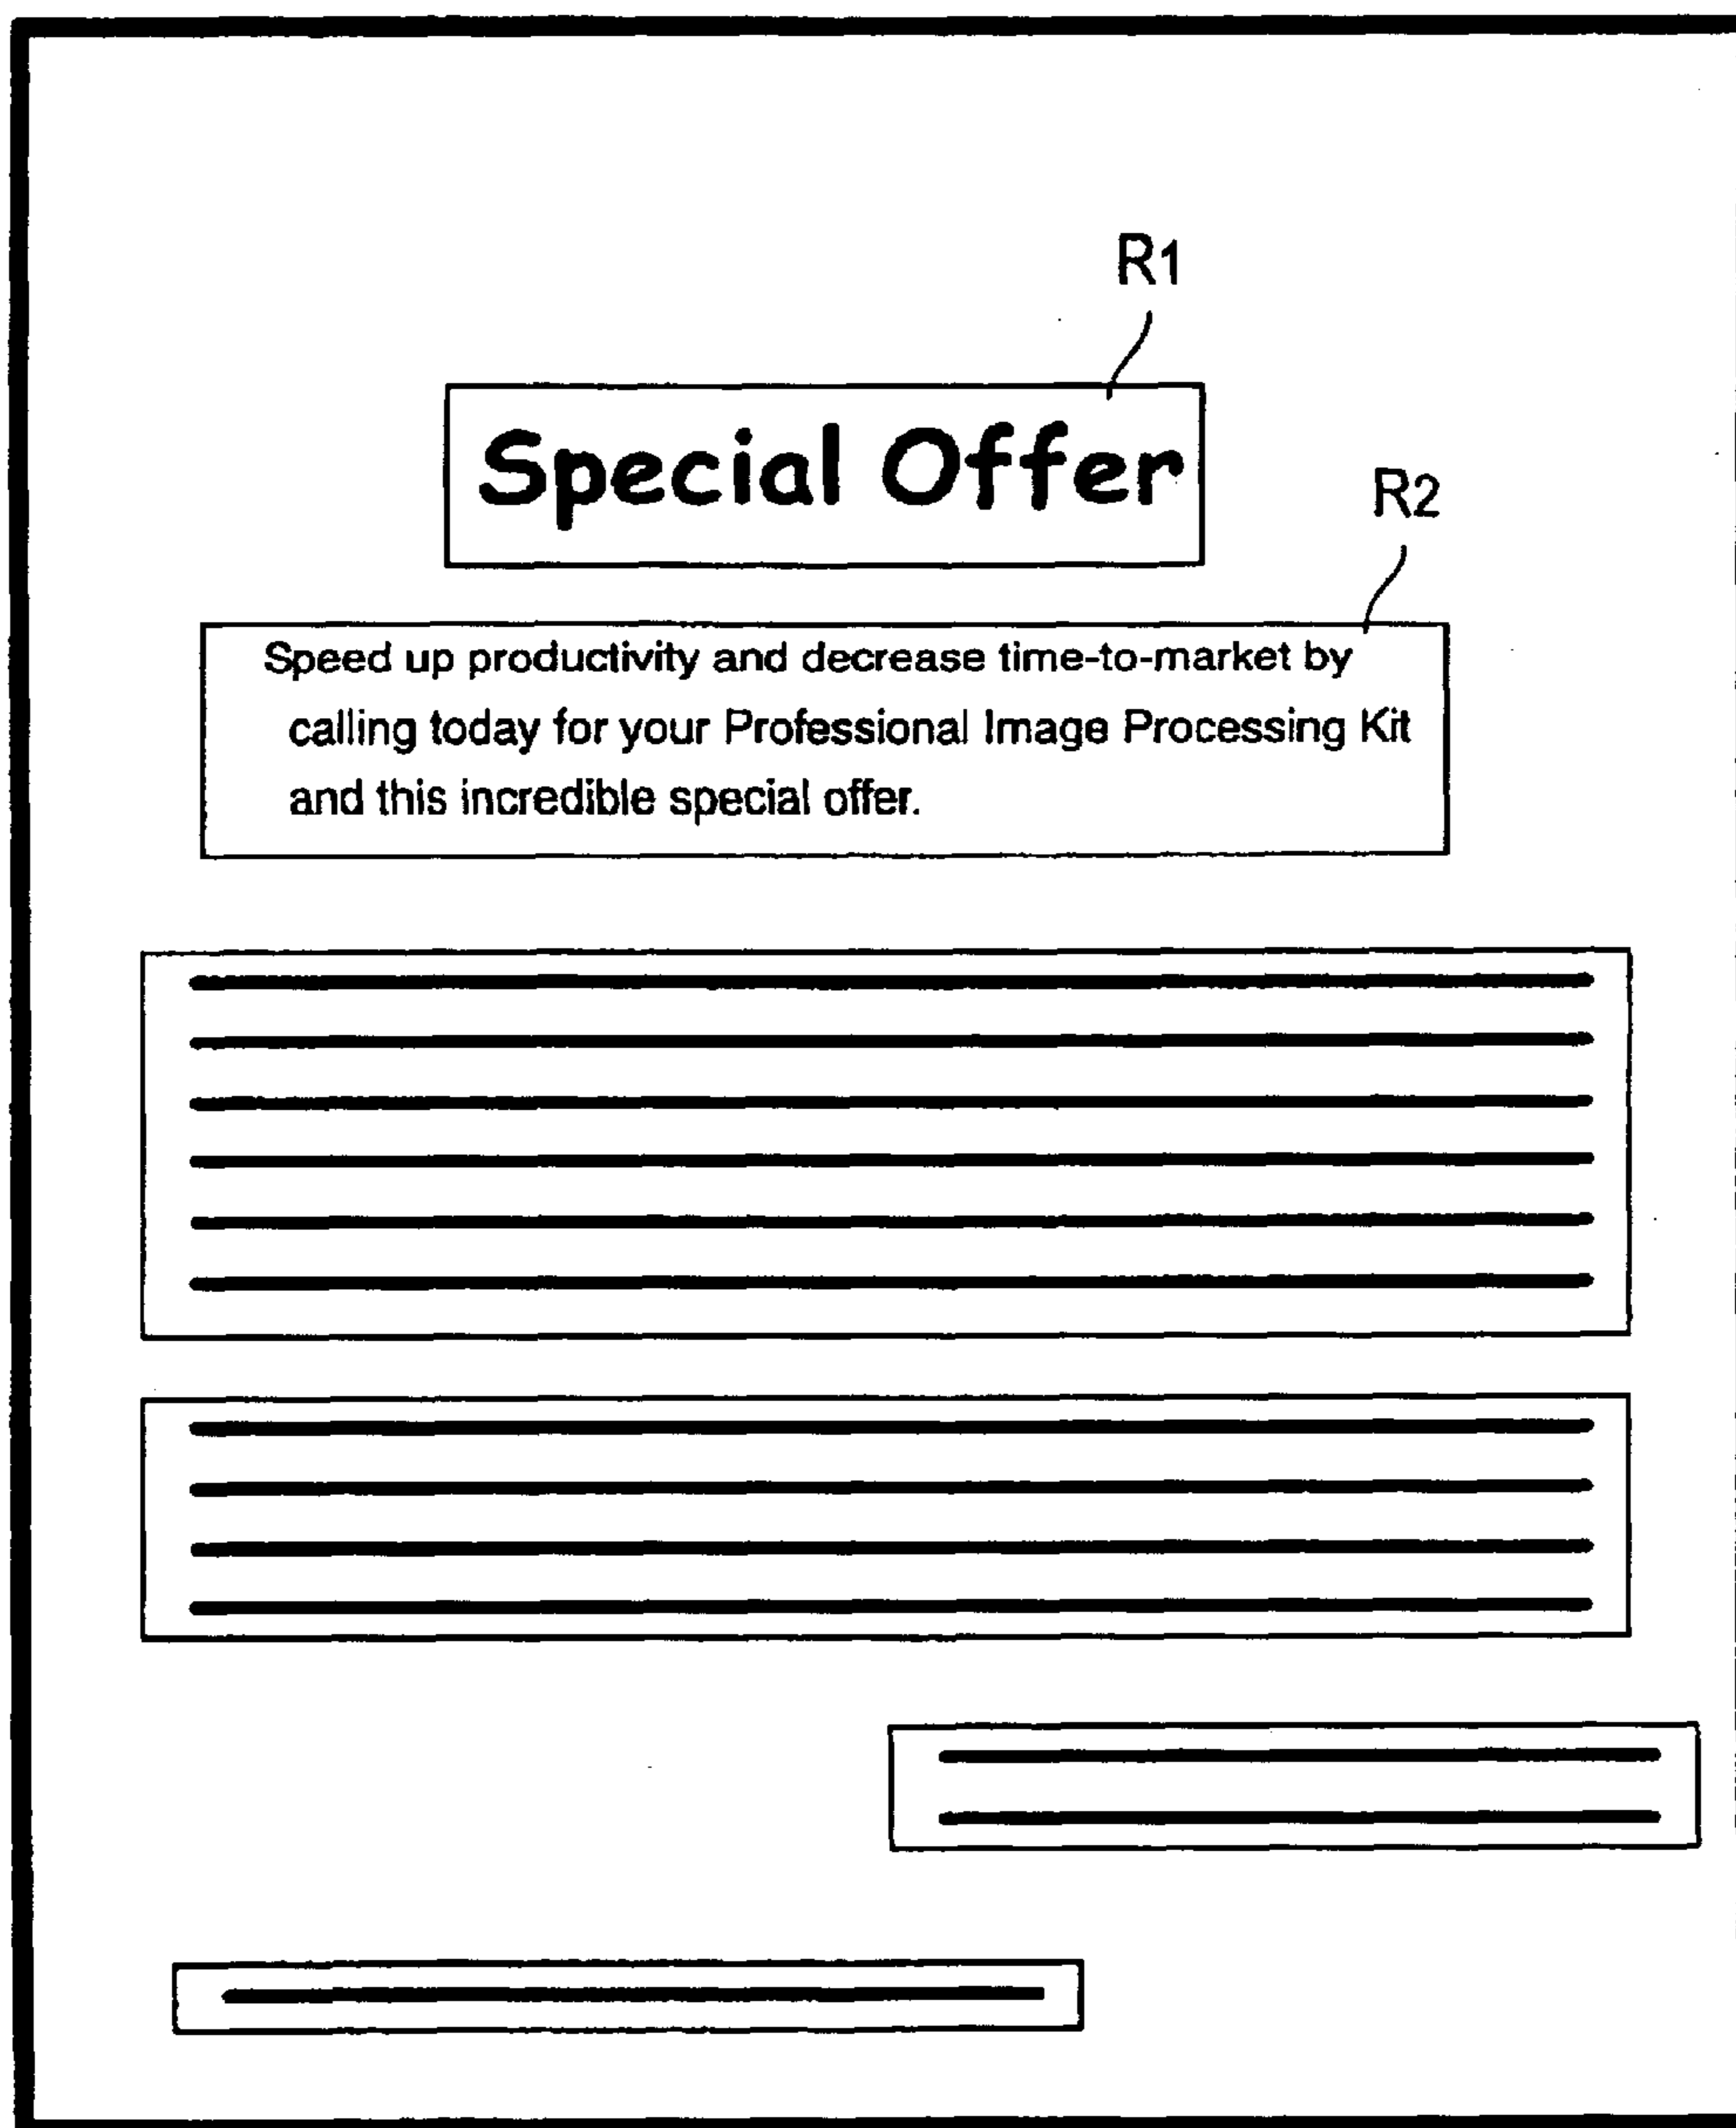 R1
Special Offer
R2
Speed up productivity and decrease time-to-market by
calling today for your Professional Image Processing Kit
and this incredible special offer.